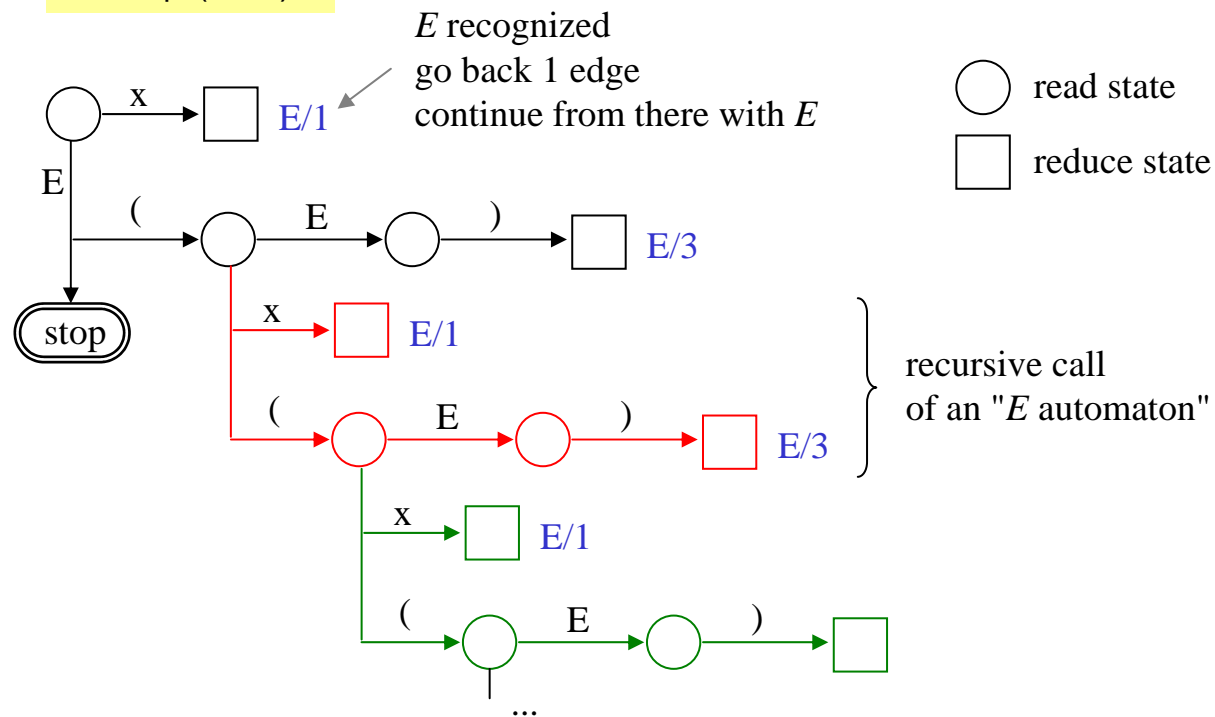 E recognized
go back 1 edge
continue from there with E
read state
reduce state
x
E/1
E
(
E
)
E/3
stop
x
E/1
recursive call
of an "E automaton"
(
E
)
E/3
x
E/1
(
E
)
...